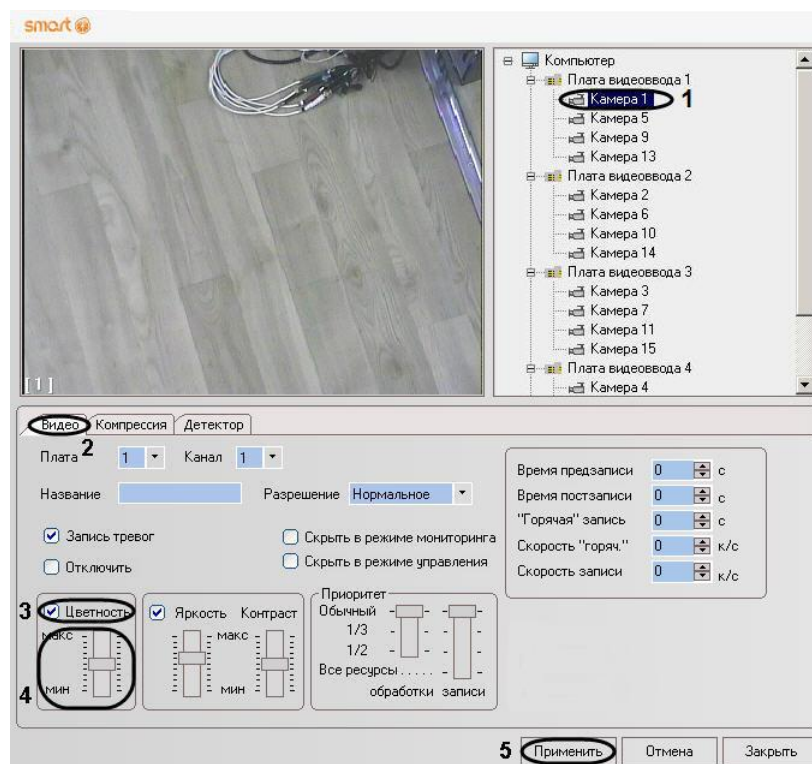 smart
Компьютер
Плата видеоввода 1
Камера 1 1
Камера 5
Камера 9
Камера 13
Плата видеоввода 2
Камера 2
Камера 6
Камера 10
Камера 14
Плата видеоввода 3
Камера 3
Камера 7
Камера 11
Камера 15
Плата видеоввода 4
Камера 4
[1]
Видео Компрессия Детектор
2
Плата 1 Канал 1
Название Разрешение Нормальное
Запись тревог Скрыть в режиме мониторинга
Отключить Скрыть в режиме управления
Время предзаписи 0 с
Время постзаписи 0 с
"Горячая" запись 0 с
Скорость "горяч." 0 к/с
Скорость записи 0 к/с
3 Цветность
макс
4 мин
Яркость Контраст
макс
мин
Приоритет
Обычный
1/3
1/2
Все ресурсы.....
обработки записи
5 Применить Отмена Закрыть